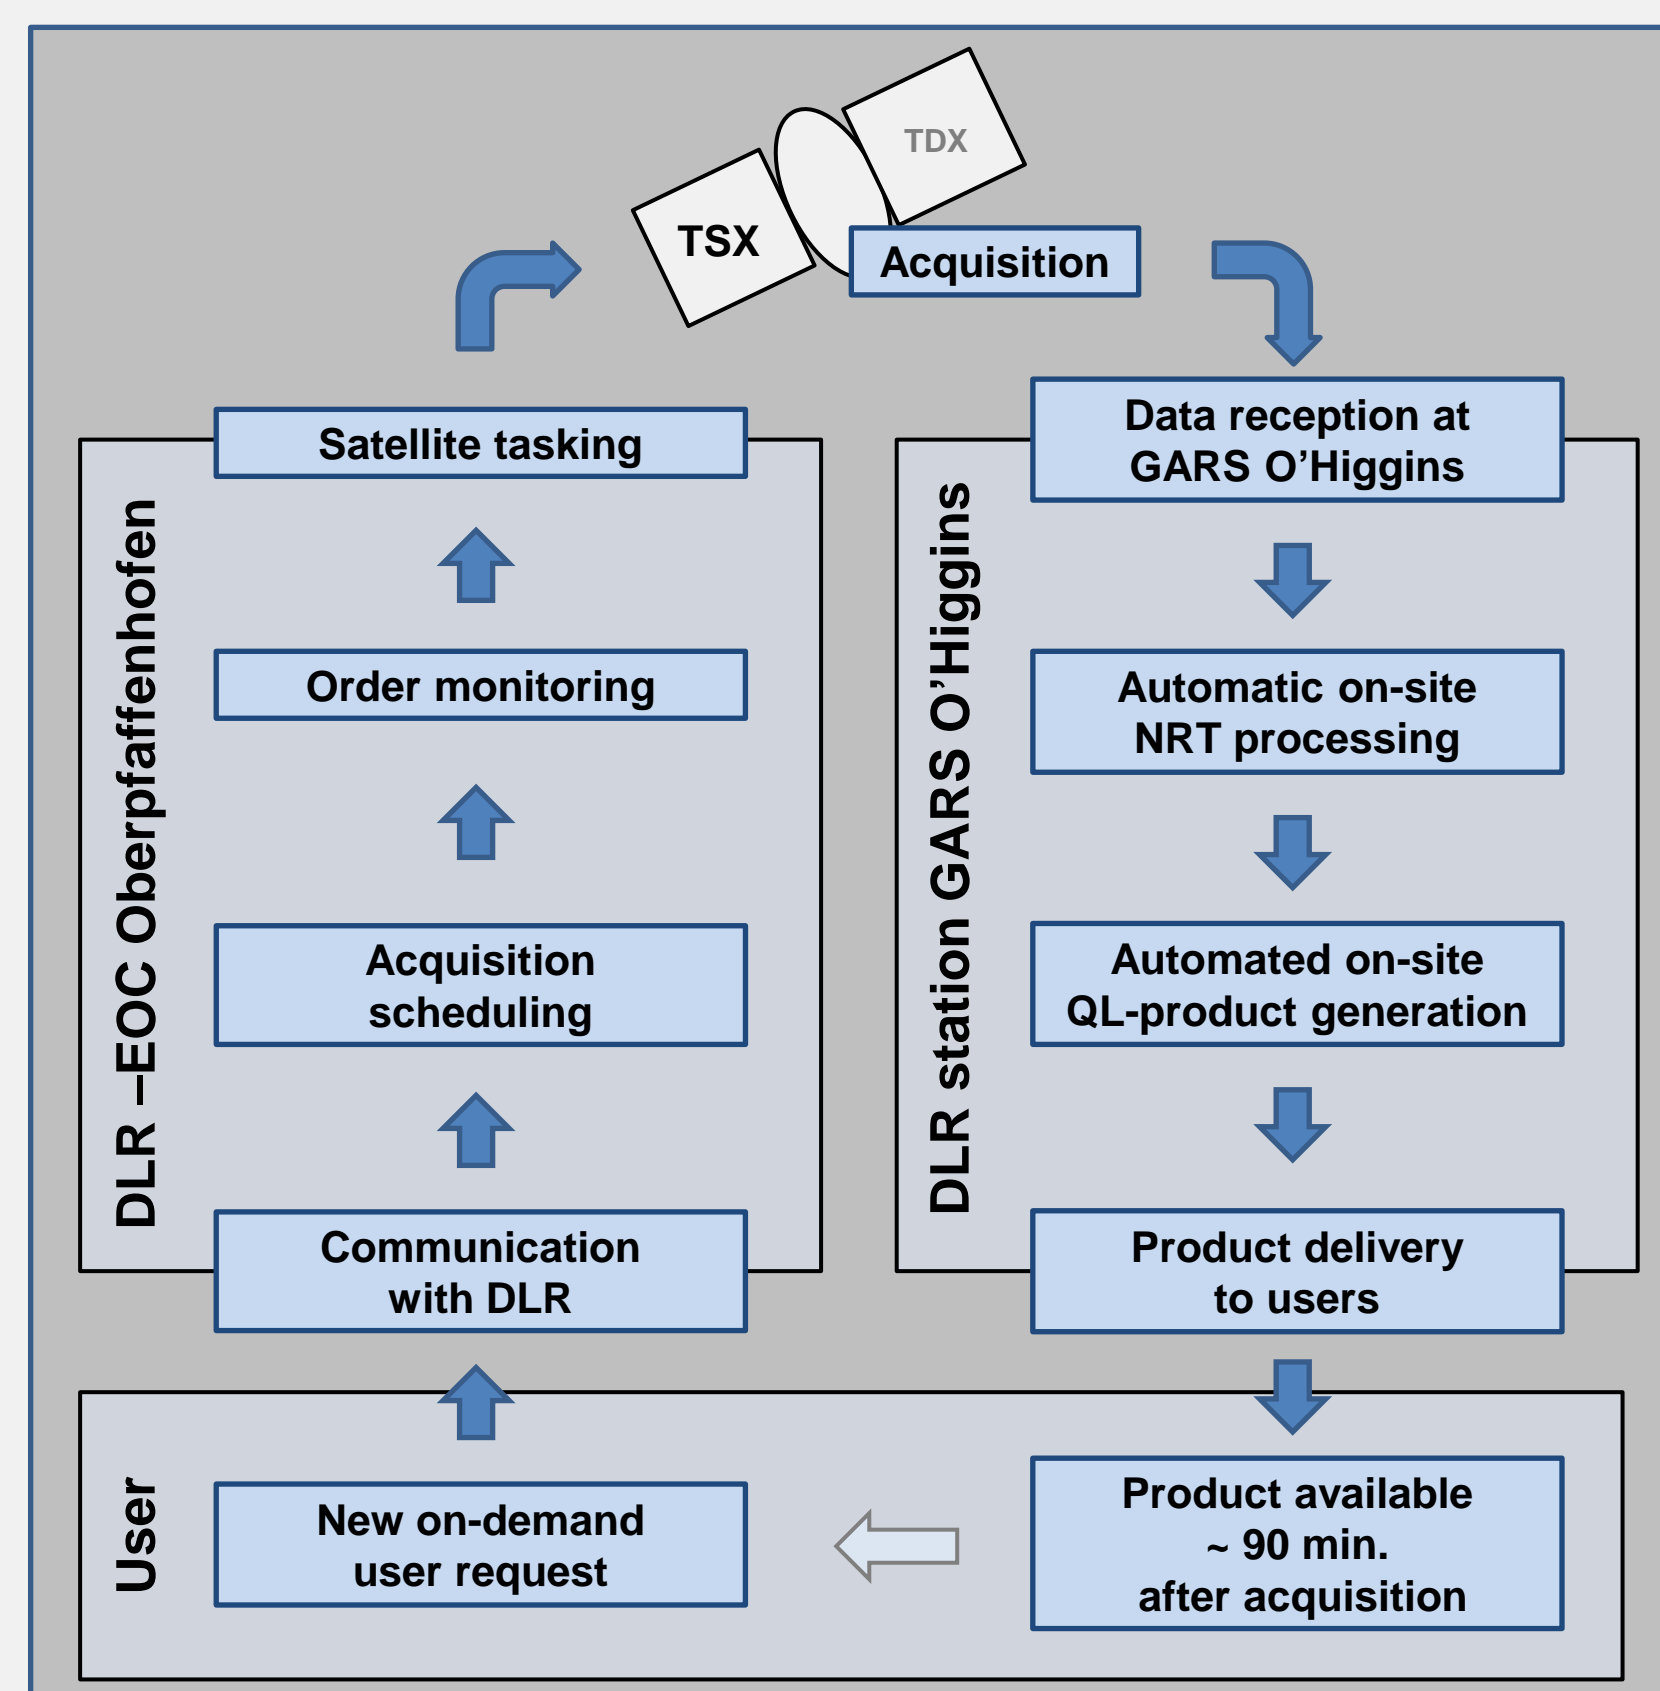 TDX
TSX
Acquisition
DLR –EOC Oberpfaffenhofen
Satellite tasking
Order monitoring
Acquisition
scheduling
Communication
with DLR
DLR station GARS O’Higgins
Data reception at
GARS O’Higgins
Automatic on-site
NRT processing
Automated on-site
QL-product generation
Product delivery
to users
User
New on-demand
user request
Product available
~ 90 min.
after acquisition